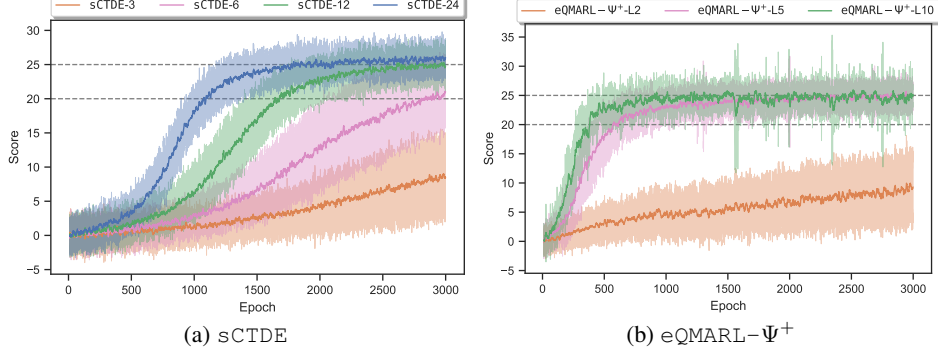 sCTDE-3 sCTDE-6 sCTDE-12 sCTDE-24
30
25
20
15
10
5
0
−5
Score
0 500 1000 1500 2000 2500 3000
Epoch
(a) sCTDE
eQMARL−Ψ⁺-L2 eQMARL−Ψ⁺-L5 eQMARL−Ψ⁺-L10
35
30
25
20
15
10
5
0
−5
Score
0 500 1000 1500 2000 2500 3000
Epoch
(b) eQMARL−Ψ⁺